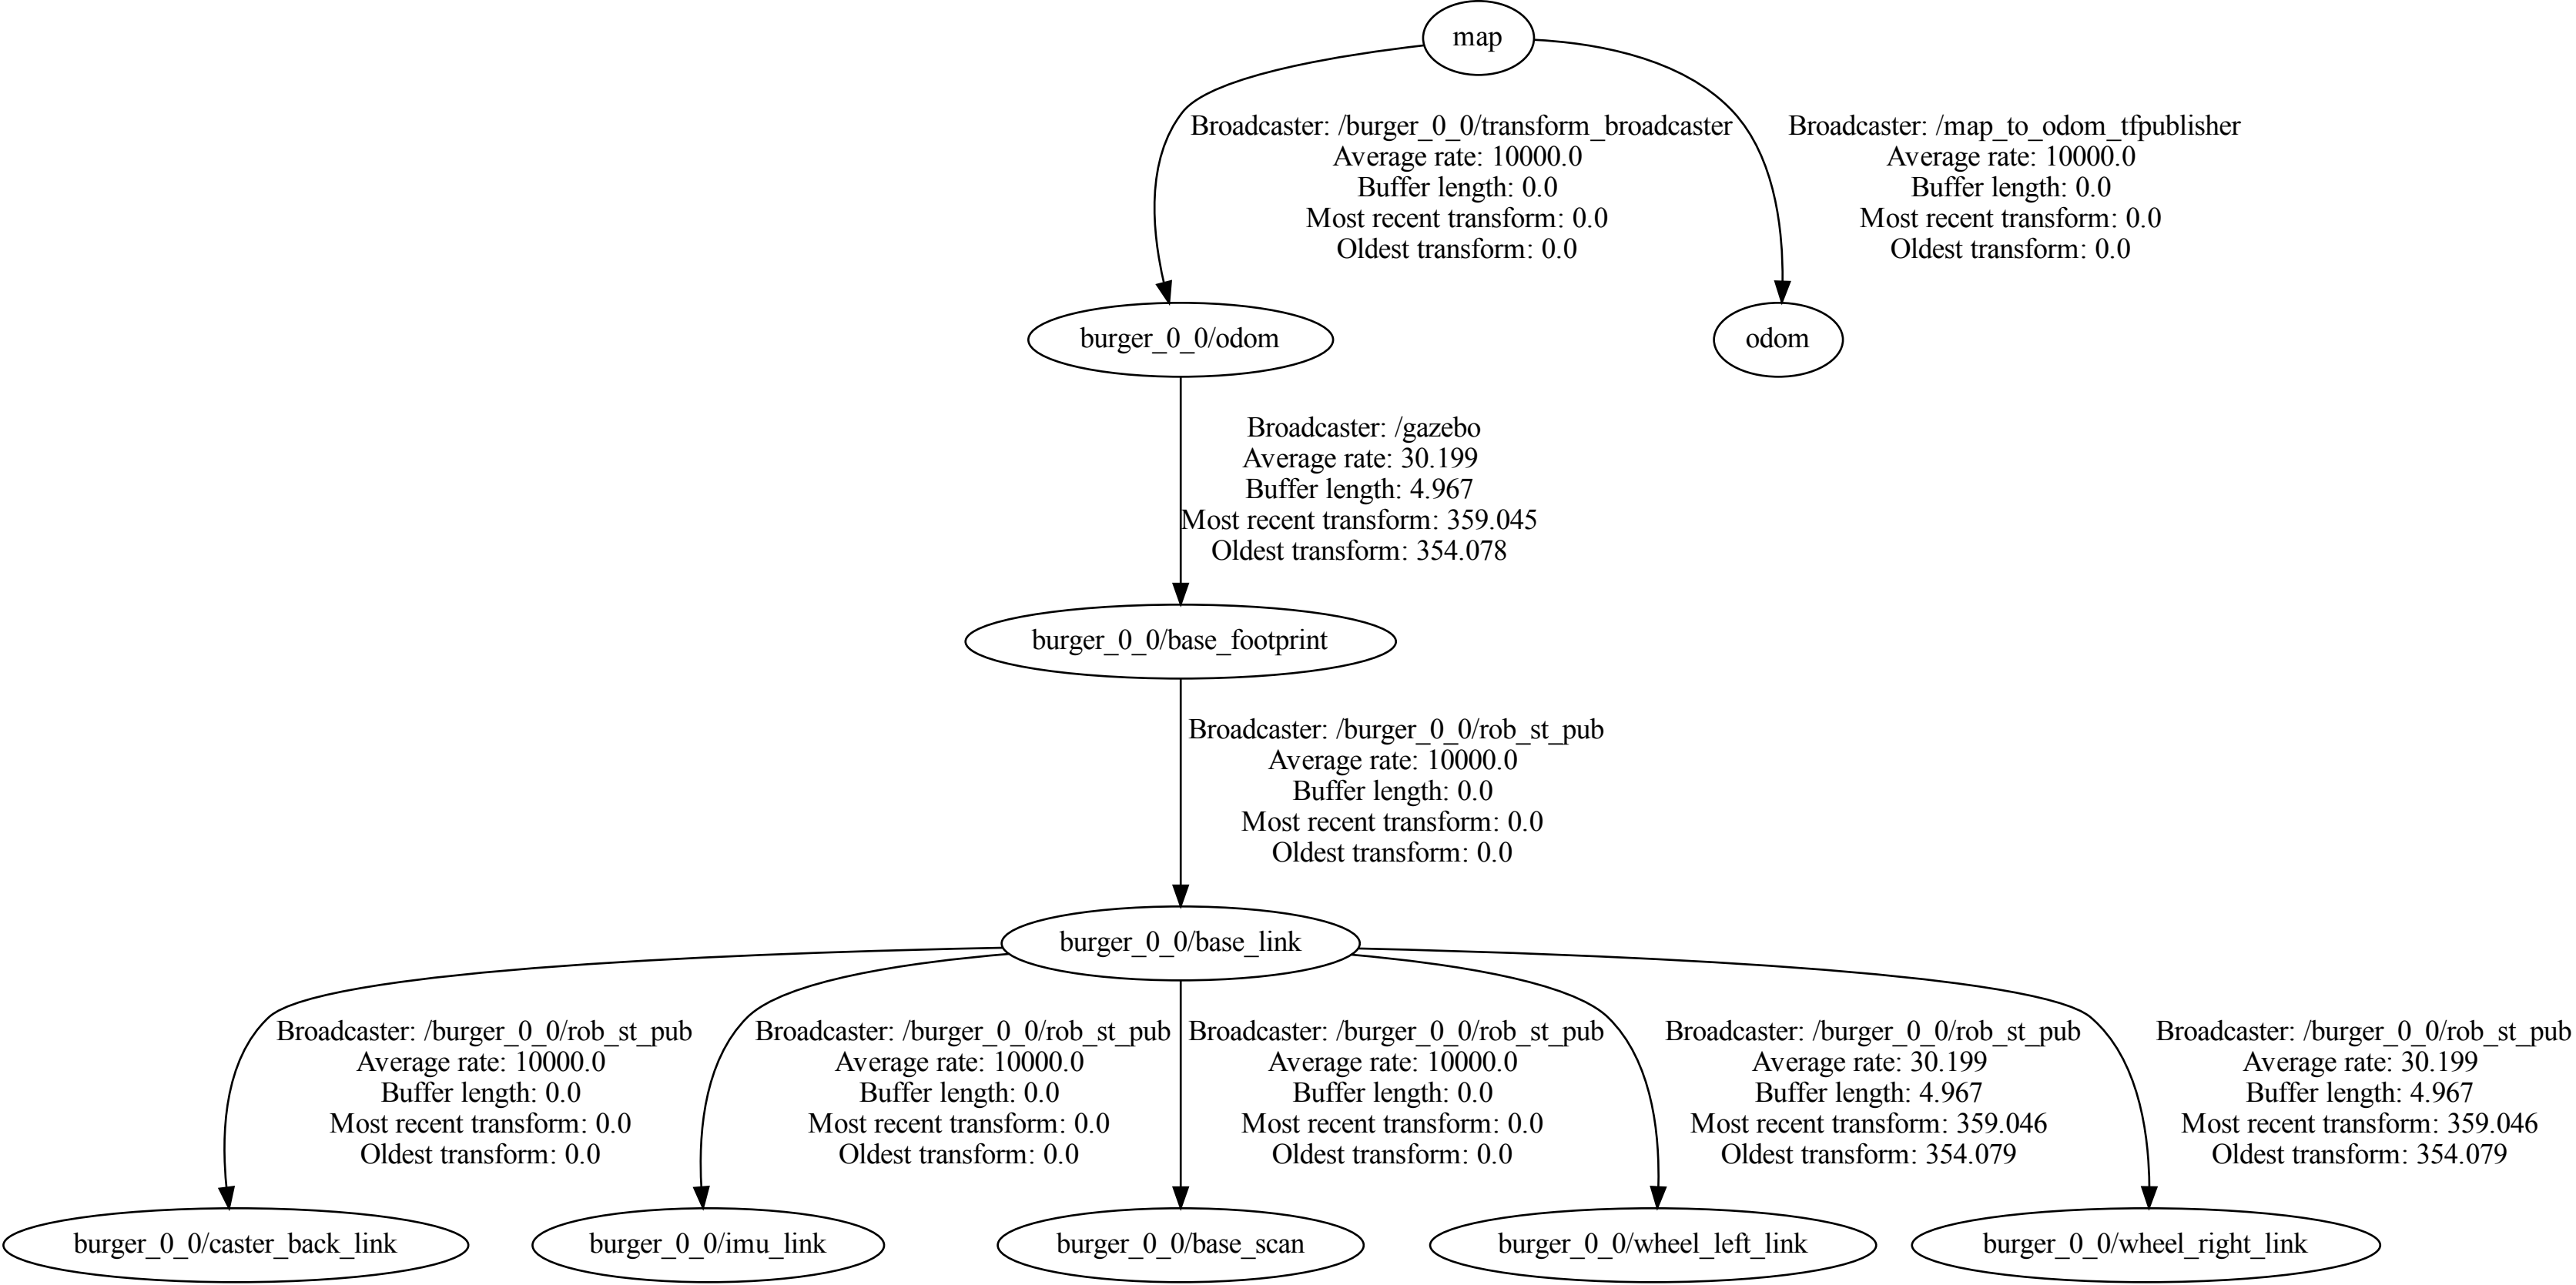 map
Broadcaster: /burger_0_0/transform_broadcaster
Average rate: 10000.0
Buffer length: 0.0
Most recent transform: 0.0
Oldest transform: 0.0
Broadcaster: /map_to_odom_tfpublisher
Average rate: 10000.0
Buffer length: 0.0
Most recent transform: 0.0
Oldest transform: 0.0
burger_0_0/odom
odom
Broadcaster: /gazebo
Average rate: 30.199
Buffer length: 4.967
Most recent transform: 359.045
Oldest transform: 354.078
burger_0_0/base_footprint
Broadcaster: /burger_0_0/rob_st_pub
Average rate: 10000.0
Buffer length: 0.0
Most recent transform: 0.0
Oldest transform: 0.0
burger_0_0/base_link
Broadcaster: /burger_0_0/rob_st_pub
Average rate: 10000.0
Buffer length: 0.0
Most recent transform: 0.0
Oldest transform: 0.0
Broadcaster: /burger_0_0/rob_st_pub
Average rate: 10000.0
Buffer length: 0.0
Most recent transform: 0.0
Oldest transform: 0.0
Broadcaster: /burger_0_0/rob_st_pub
Average rate: 10000.0
Buffer length: 0.0
Most recent transform: 0.0
Oldest transform: 0.0
Broadcaster: /burger_0_0/rob_st_pub
Average rate: 30.199
Buffer length: 4.967
Most recent transform: 359.046
Oldest transform: 354.079
Broadcaster: /burger_0_0/rob_st_pub
Average rate: 30.199
Buffer length: 4.967
Most recent transform: 359.046
Oldest transform: 354.079
burger_0_0/caster_back_link
burger_0_0/imu_link
burger_0_0/base_scan
burger_0_0/wheel_left_link
burger_0_0/wheel_right_link